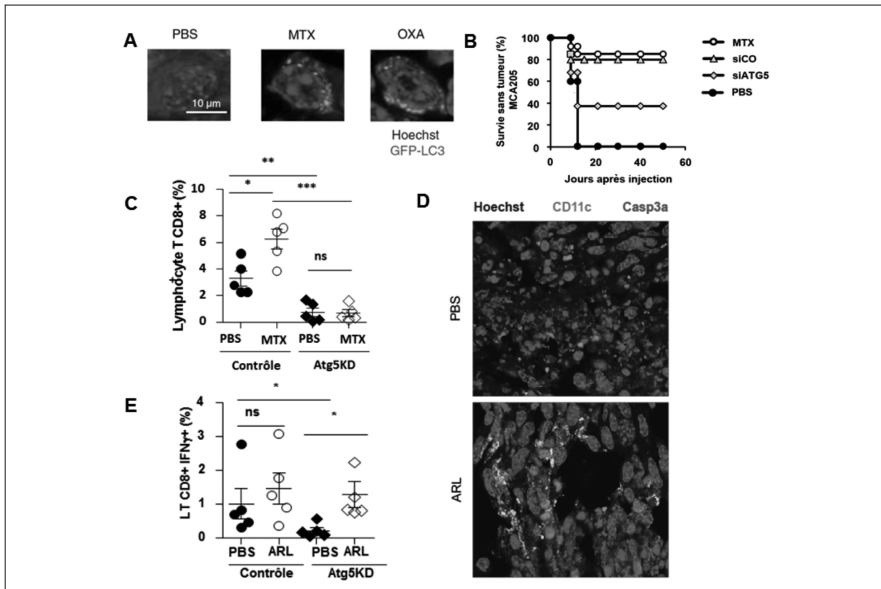 A
PBS
MTX
OXA
10 µm
Hoechst
GFP-LC3
B
Survie sans tumeur (%)
MCA205
100
80
60
40
20
0
0
20
40
60
Jours après injection
MTX
siCO
siATG5
PBS
C
Lymphocyte T CD8+ (%)
10
8
6
4
2
0
**
*
***
ns
PBS
MTX
PBS
MTX
Contrôle
Atg5KD
D
Hoechst
CD11c
Casp3a
PBS
ARL
E
LT CD8+ IFNγ+ (%)
4
3
2
1
0
*
ns
*
PBS
ARL
PBS
ARL
Contrôle
Atg5KD